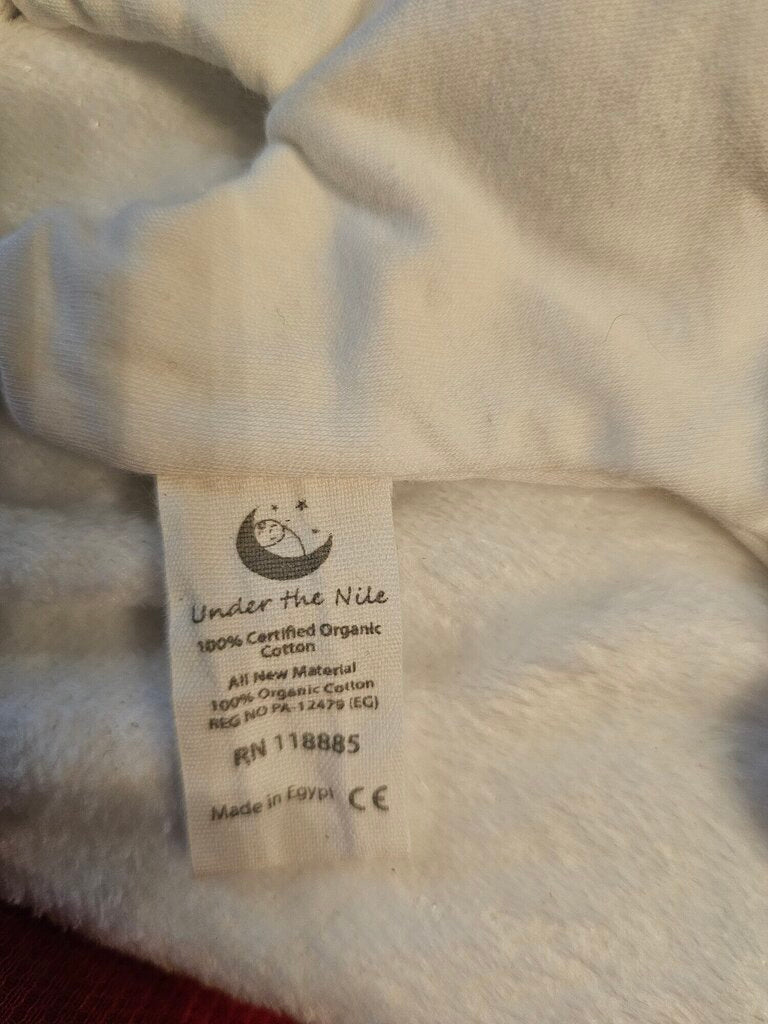 Under the Nile
100% Certified Organic
Cotton
All New Material
100% Organic Cotton
REG NO PA-12479 (EG)
RN 118885
Made in Egypt CE